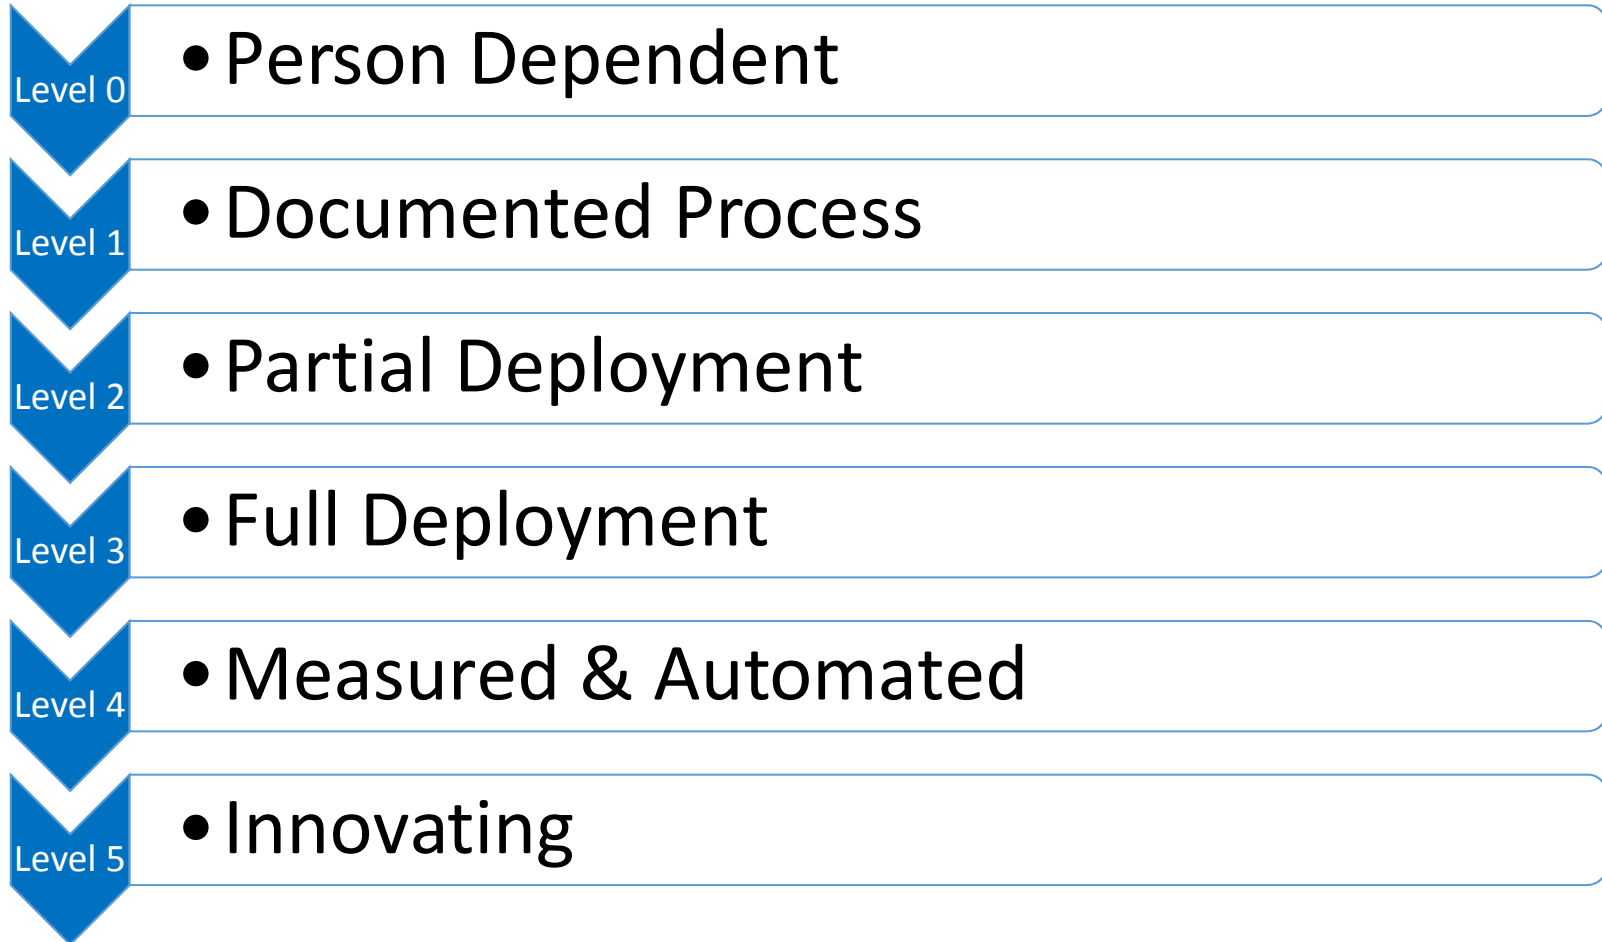 Level 0
• Person Dependent
Level 1
• Documented Process
Level 2
• Partial Deployment
Level 3
• Full Deployment
Level 4
• Measured & Automated
Level 5
• Innovating